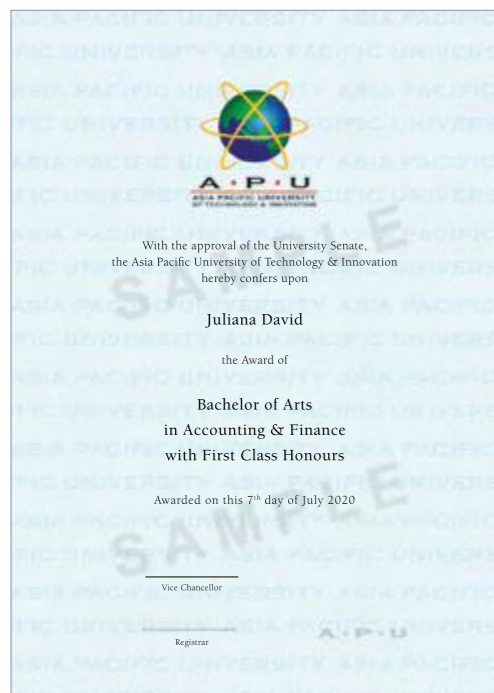 A · P · U
ASIA PACIFIC UNIVERSITY
OF TECHNOLOGY & INNOVATION
With the approval of the University Senate,
the Asia Pacific University of Technology & Innovation
hereby confers upon
Juliana David
the Award of
Bachelor of Arts
in Accounting & Finance
with First Class Honours
Awarded on this 7th day of July 2020
SAMPLE
SAMPLE
Vice Chancellor
Registrar
A · P · U